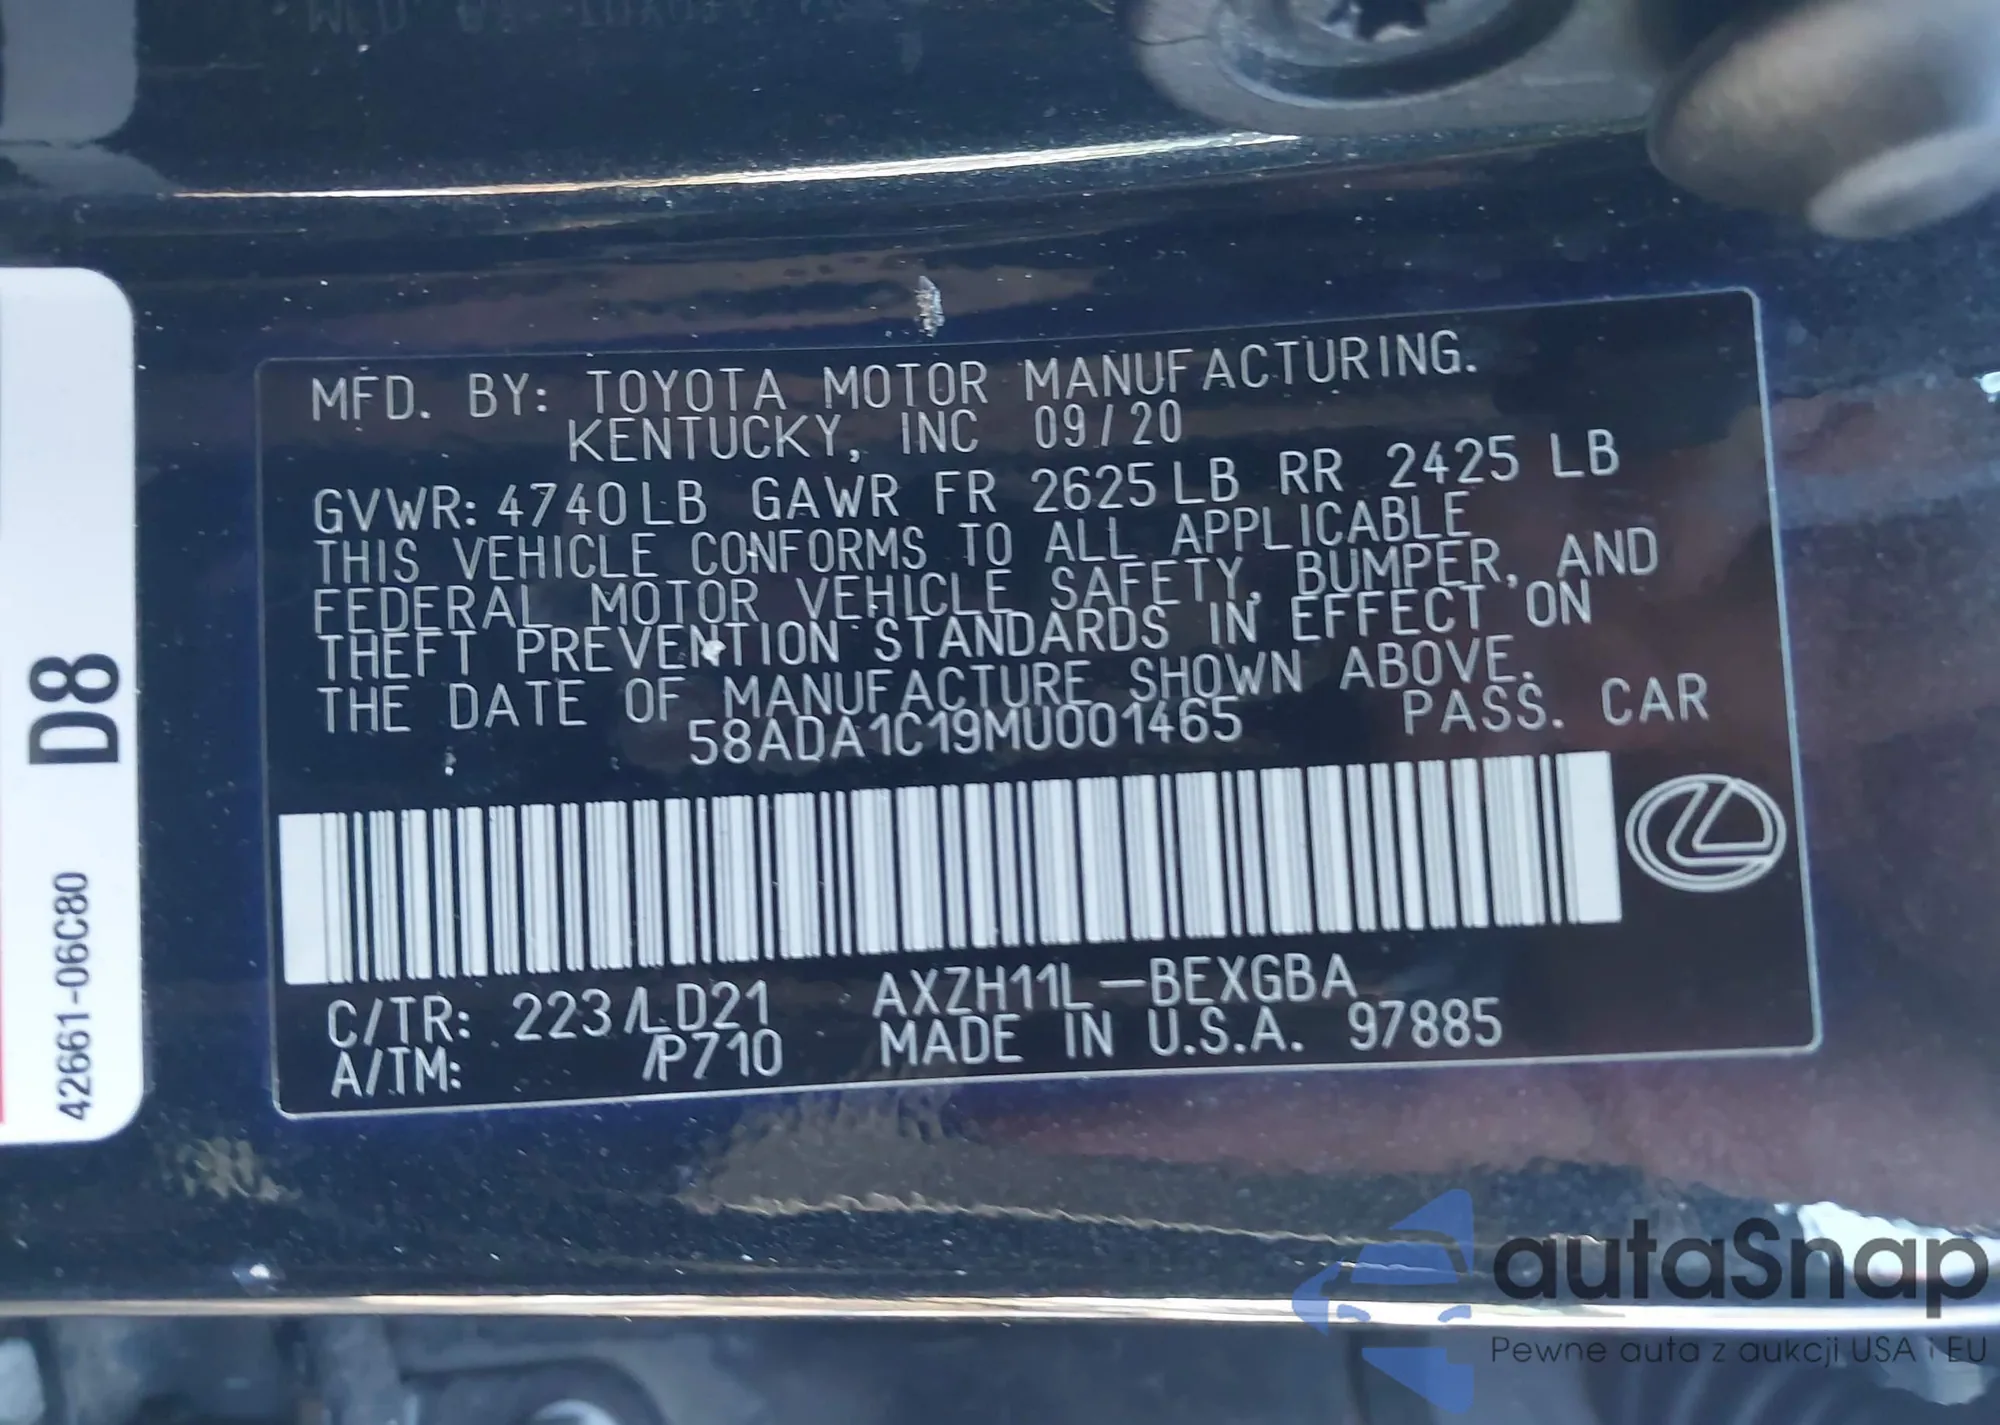 MFD. BY: TOYOTA MOTOR MANUFACTURING.
KENTUCKY, INC 09/20
GVWR: 4740LB GAWR FR 2625LB RR 2425 LB
THIS VEHICLE CONFORMS TO ALL APPLICABLE
FEDERAL MOTOR VEHICLE SAFETY, BUMPER, AND
THEFT PREVENTION STANDARDS IN EFFECT ON
THE DATE OF MANUFACTURE SHOWN ABOVE.
58ADA1C19MU001465 PASS. CAR
C/TR: 223/LD21 AXZH11L-BEXGBA
A/TM: /P710 MADE IN U.S.A. 97885
D8
42661-06C80
autaSnap
Pewne auta z aukcji USA i EU